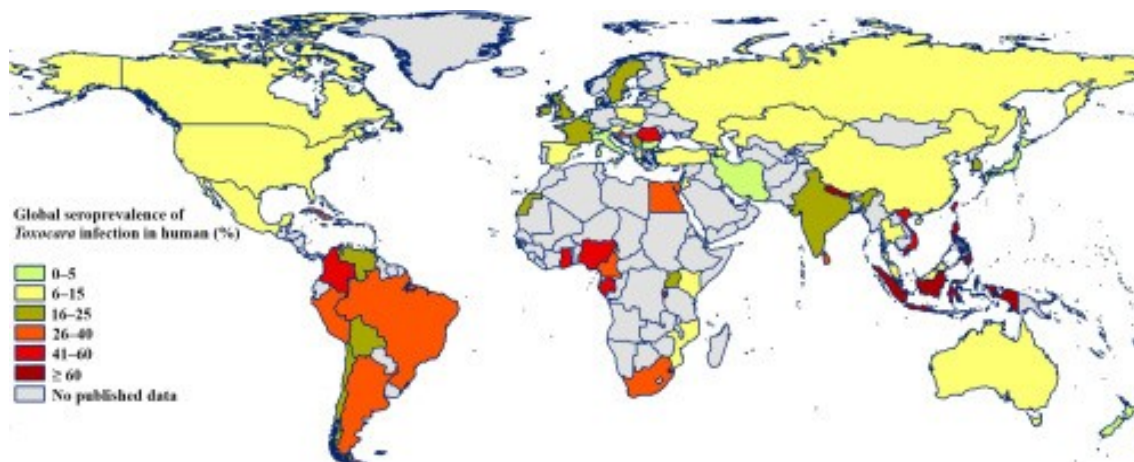 Global seroprevalence of
Toxocara infection in human (%)
0–5
6–15
16–25
26–40
41–60
≥ 60
No published data